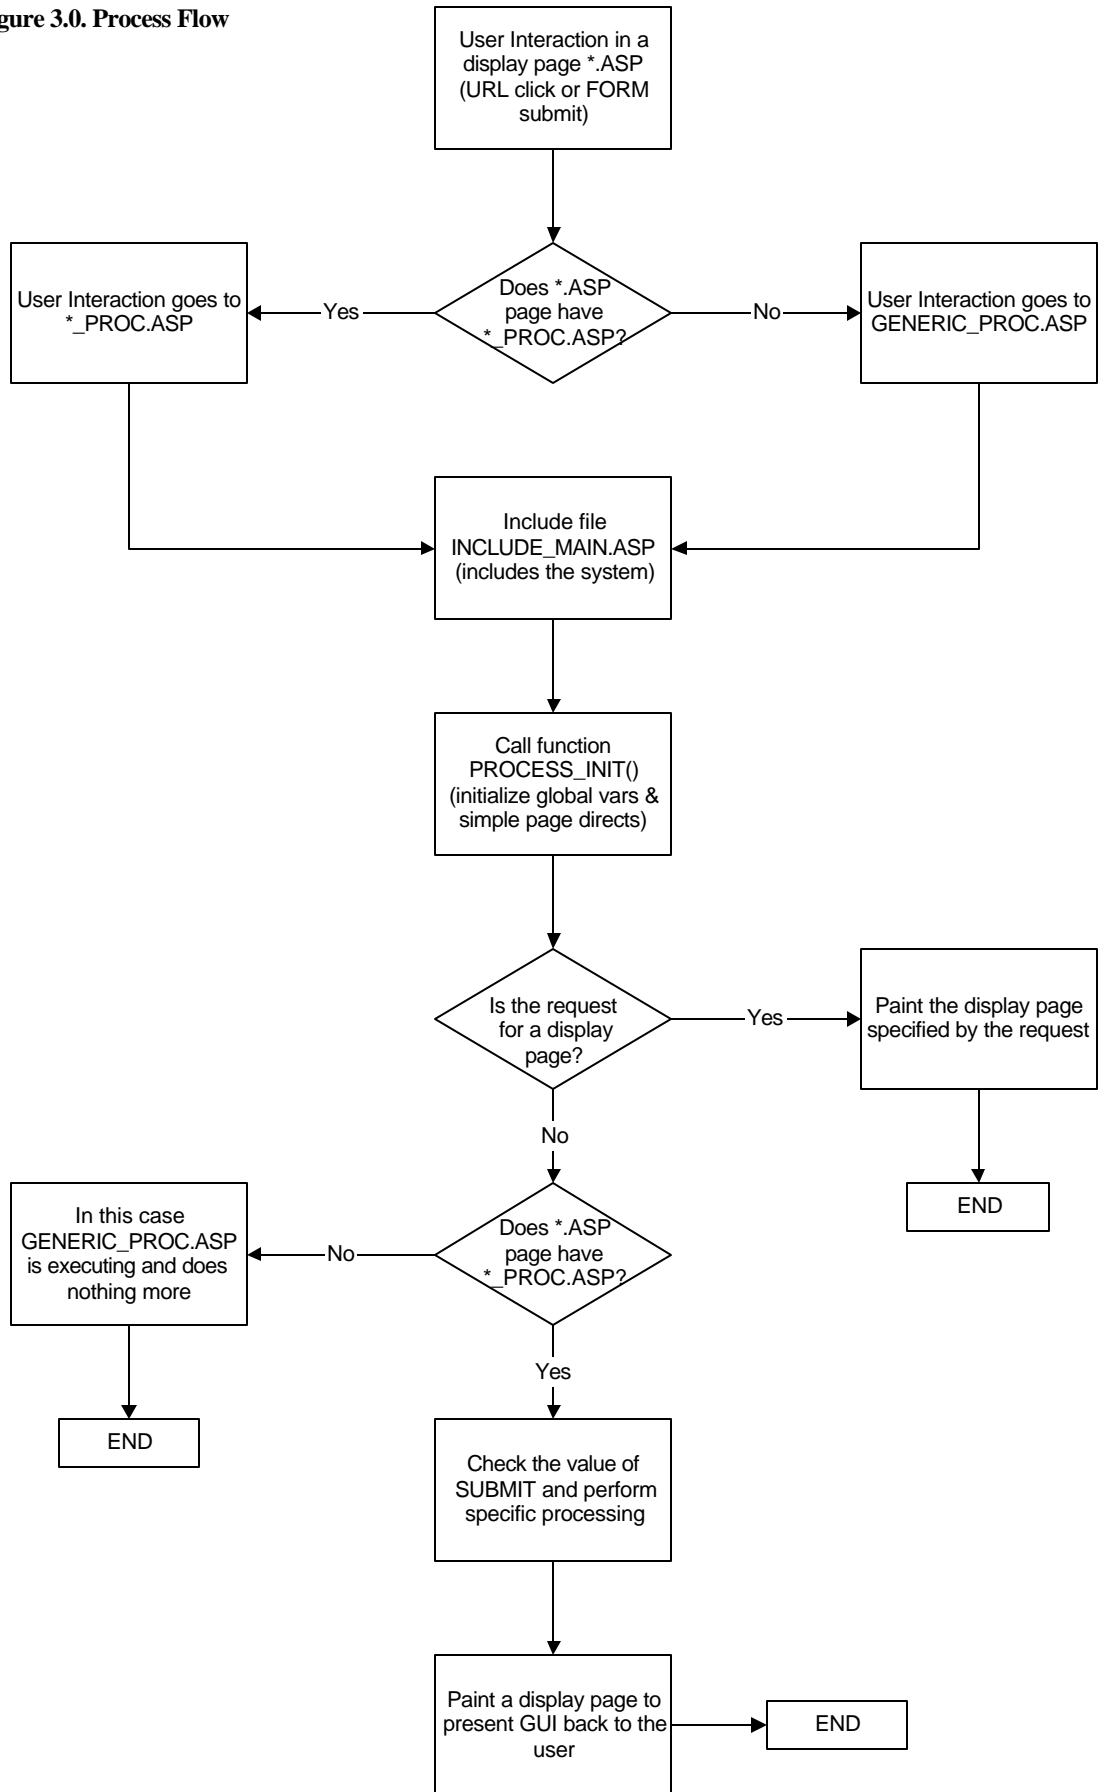 gure 3.0. Process Flow
User Interaction in a
display page *.ASP
(URL click or FORM
submit)
User Interaction goes to
*_PROC.ASP
Yes
Does *.ASP
page have
*_PROC.ASP?
No
User Interaction goes to
GENERIC_PROC.ASP
Include file
INCLUDE_MAIN.ASP
(includes the system)
Call function
PROCESS_INIT()
(initialize global vars &
simple page directs)
Is the request
for a display
page?
Yes
Paint the display page
specified by the request
No
END
In this case
GENERIC_PROC.ASP
is executing and does
nothing more
No
Does *.ASP
page have
*_PROC.ASP?
Yes
END
Check the value of
SUBMIT and perform
specific processing
Paint a display page to
present GUI back to the
user
END